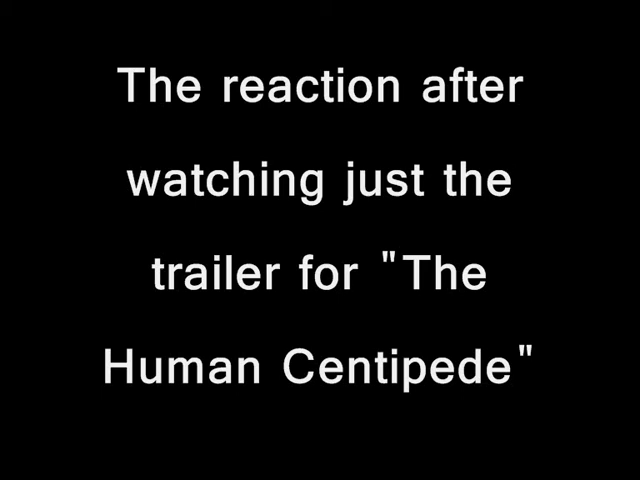 The reaction after
watching just the
trailer for "The
Human Centipede"